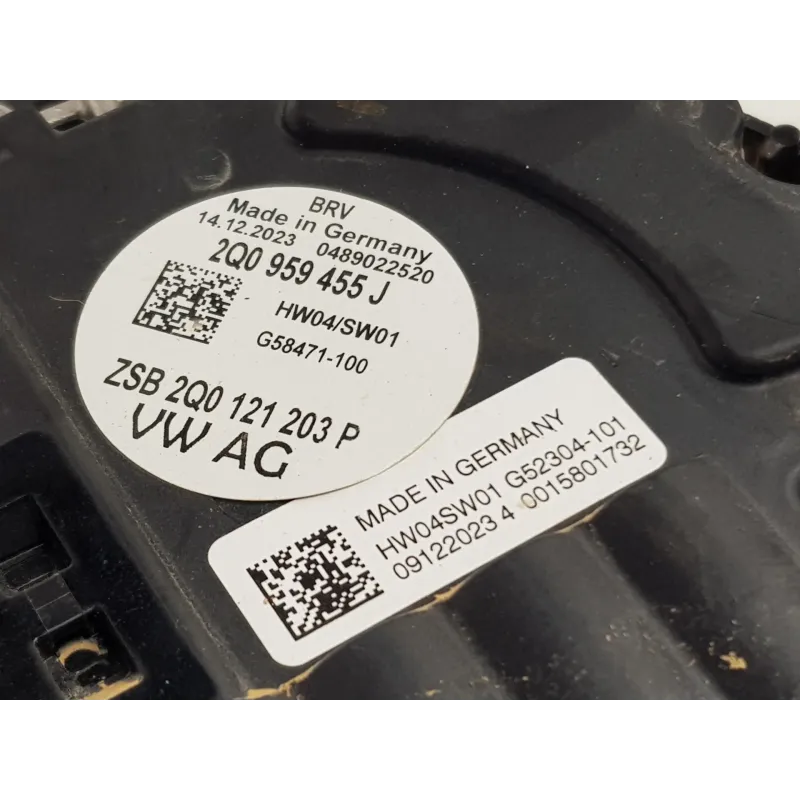 BRV
Made in Germany
14.12.2023 0489022520
2Q0 959 455 J
HW04/SW01
G58471-100
ZSB 2Q0 121 203 P
VW AG
MADE IN GERMANY
HW04SW01 G52304-101
09122023 4 0015801732